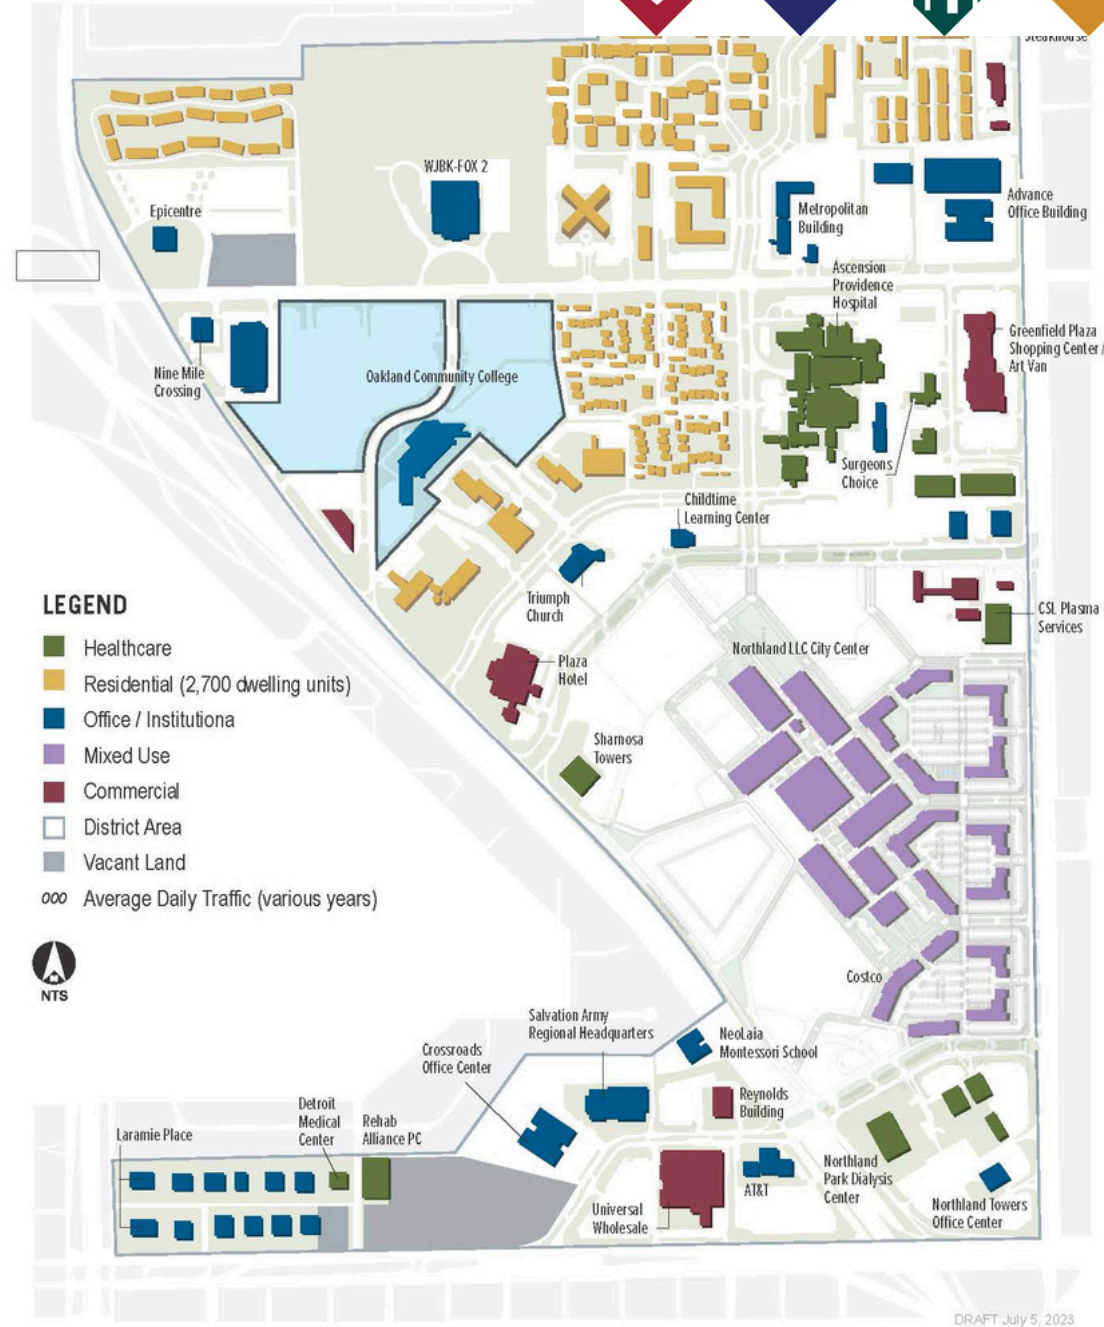 Steakhouse
WJBK-FOX 2
Epicentre
Metropolitan
Building
Advance
Office Building
Ascension
Providence
Hospital
Greenfield Plaza
Shopping Center /
Art Van
Nine Mile
Crossing
Oakland Community College
Surgeons
Choice
Childtime
Learning Center
Triumph
Church
CSL Plasma
Services
Northland LLC City Center
Plaza
Hotel
Sharnosa
Towers
LEGEND
Healthcare
Residential (2,700 dwelling units)
Office / Institutiona
Mixed Use
Commercial
District Area
Vacant Land
000 Average Daily Traffic (various years)
NTS
Costco
Salvation Army
Regional Headquarters
NeoLaia
Montessori School
Crossroads
Office Center
Reynolds
Building
Detroit
Medical
Center
Rehab
Alliance PC
Laramie Place
Northland
Park Dialysis
Center
AT&T
Universal
Wholesale
Northland Towers
Office Center
DRAFT July 5, 2023